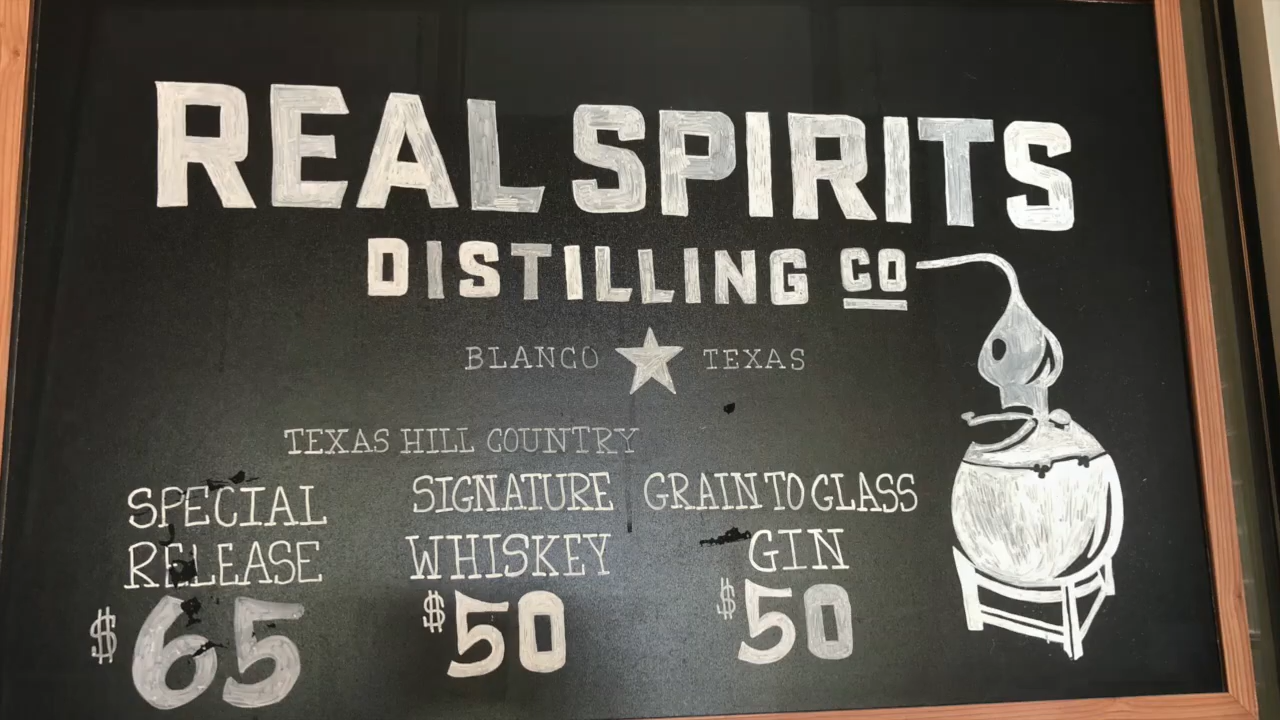 REAL SPIRITS
DISTILLING CO
BLANCO ★ TEXAS
TEXAS HILL COUNTRY
SPECIAL
RELEASE
$65
SIGNATURE
WHISKEY
$50
GRAIN TO GLASS
GIN
$50